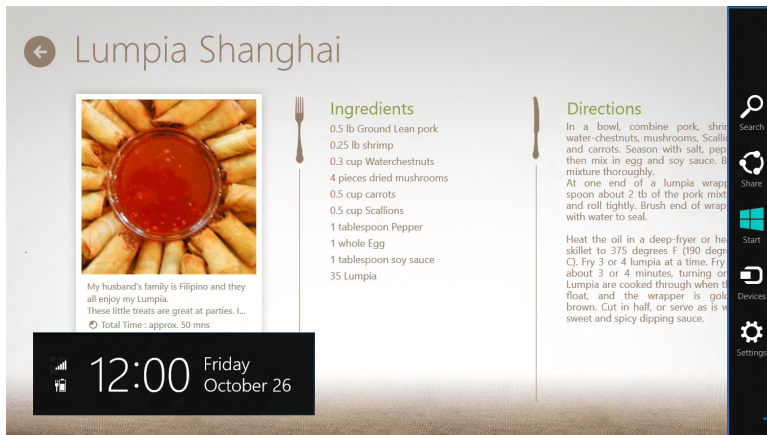 Lumpia Shanghai
My husband's family is Filipino and they
all enjoy my Lumpia.
These little treats are great at parties. I...
Total Time : approx. 50 mns
Ingredients
0.5 lb Ground Lean pork
0.25 lb shrimp
0.3 cup Waterchestnuts
4 pieces dried mushrooms
0.5 cup carrots
0.5 cup Scallions
1 tablespoon Pepper
1 whole Egg
1 tablespoon soy sauce
35 Lumpia
Directions
In a bowl, combine pork,
water-chestnuts, mushrooms,
and carrots. Season with salt,
then mix in egg and soy sauce.
mixture thoroughly.
At one end of a lumpia
spoon about 2 tb of the pork
and roll tightly. Brush end of
with water to seal.
Heat the oil in a deep-fryer or
skillet to 375 degrees F (190
C). Fry 3 or 4 lumpia at a time. Fry
about 3 or 4 minutes, turning
Lumpia are cooked through when
float, and the wrapper is
brown. Cut in half, or serve as is
sweet and spicy dipping sauce.
Search
Share
Start
Devices
Settings
12:00
Friday
October 26